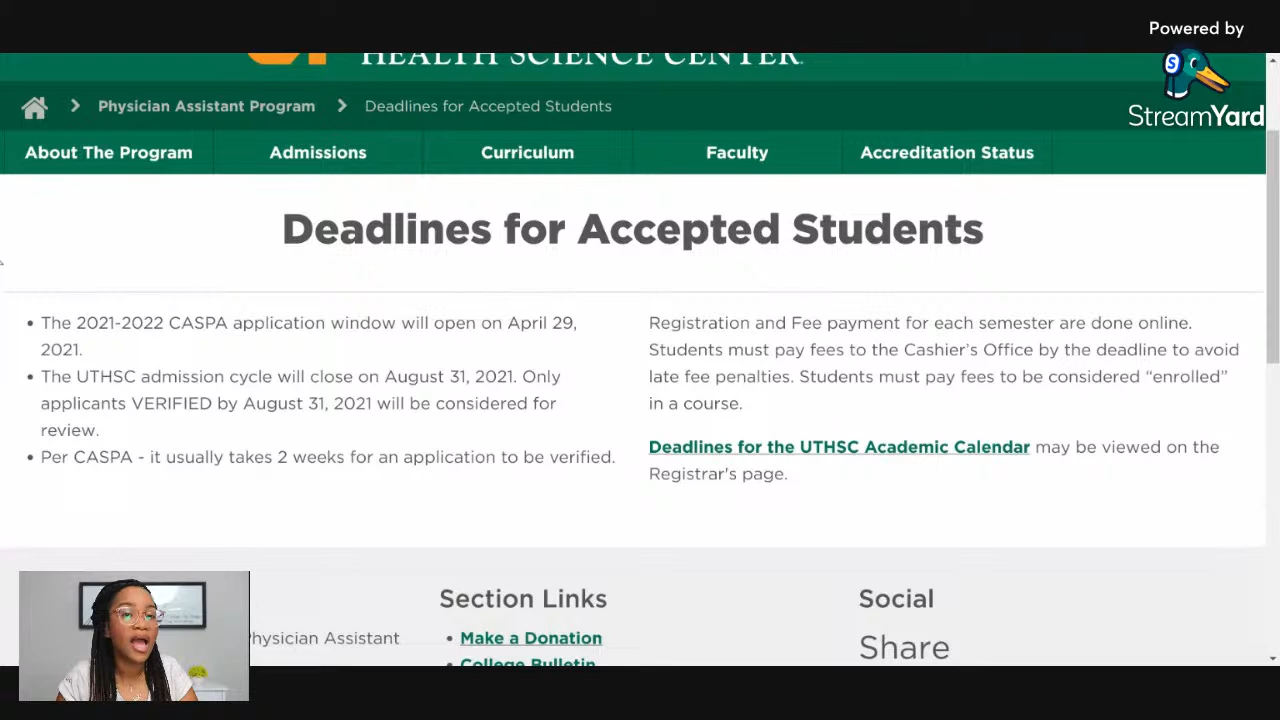 Powered by
StreamYard
HEALTH SCIENCE CENTER
Physician Assistant Program
Deadlines for Accepted Students
About The Program
Admissions
Curriculum
Faculty
Accreditation Status
Deadlines for Accepted Students
• The 2021-2022 CASPA application window will open on April 29,
2021.
• The UTHSC admission cycle will close on August 31, 2021. Only
applicants VERIFIED by August 31, 2021 will be considered for
review.
• Per CASPA - it usually takes 2 weeks for an application to be verified.
Registration and Fee payment for each semester are done online.
Students must pay fees to the Cashier's Office by the deadline to avoid
late fee penalties. Students must pay fees to be considered “enrolled”
in a course.
Deadlines for the UTHSC Academic Calendar may be viewed on the
Registrar's page.
Physician Assistant
Section Links
• Make a Donation
College Bulletin
Social
Share